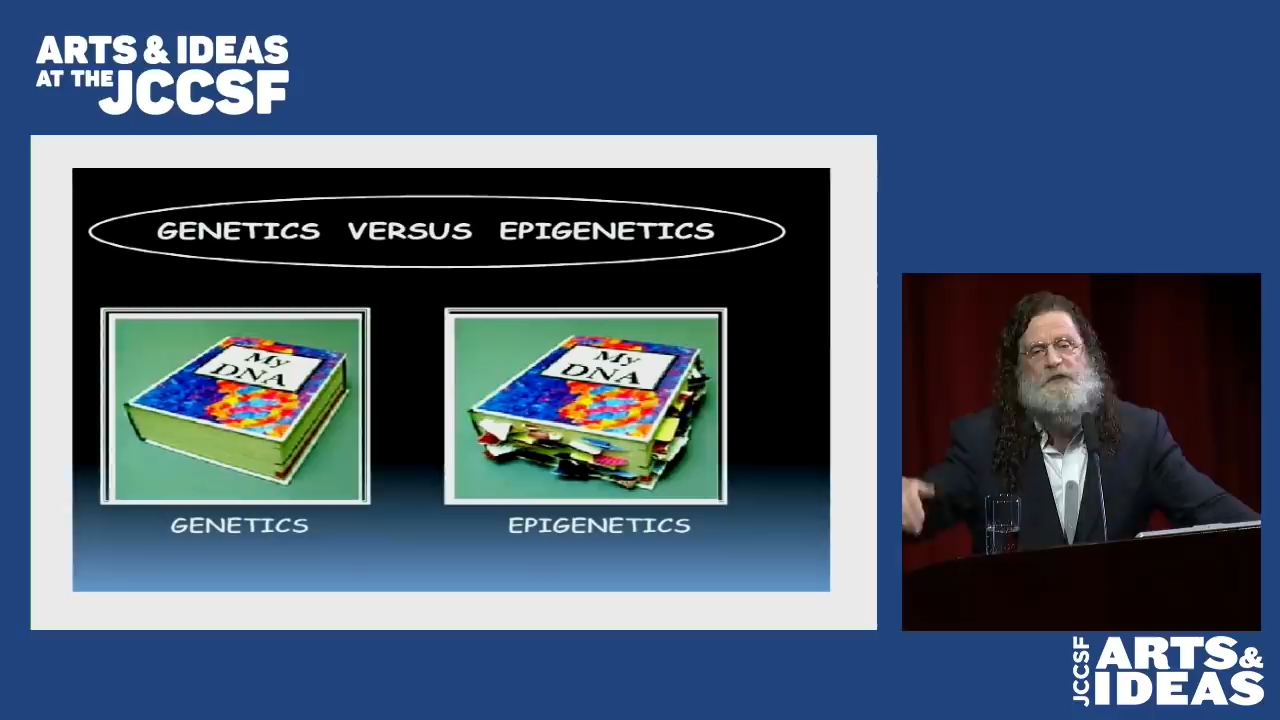 ARTS & IDEAS
AT THE JCCSF
GENETICS VERSUS EPIGENETICS
My
DNA
My
DNA
GENETICS
EPIGENETICS
JCCSF ARTS&
IDEAS